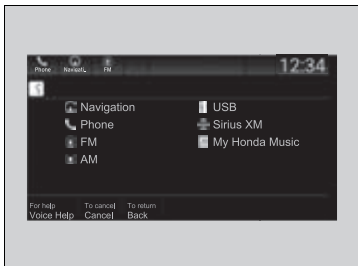 Phone Navigati.. FM 12:34
Navigation
Phone
FM
AM
USB
Sirius XM
My Honda Music
For help To cancel To return
Voice Help Cancel Back